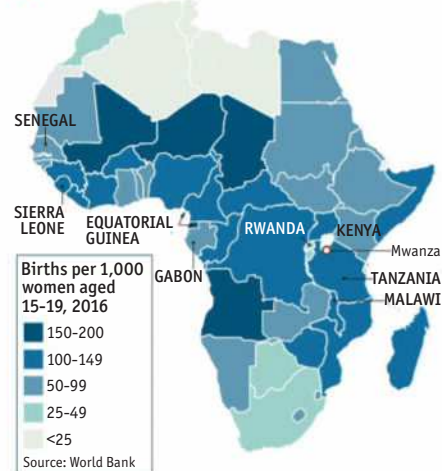 SENEGAL
SIERRA
LEONE
EQUATORIAL
GUINEA
GABON
RWANDA
KENYA
Mwanza
TANZANIA
MALAWI
Births per 1,000
women aged
15-19, 2016
150-200
100-149
50-99
25-49
<25
Source: World Bank